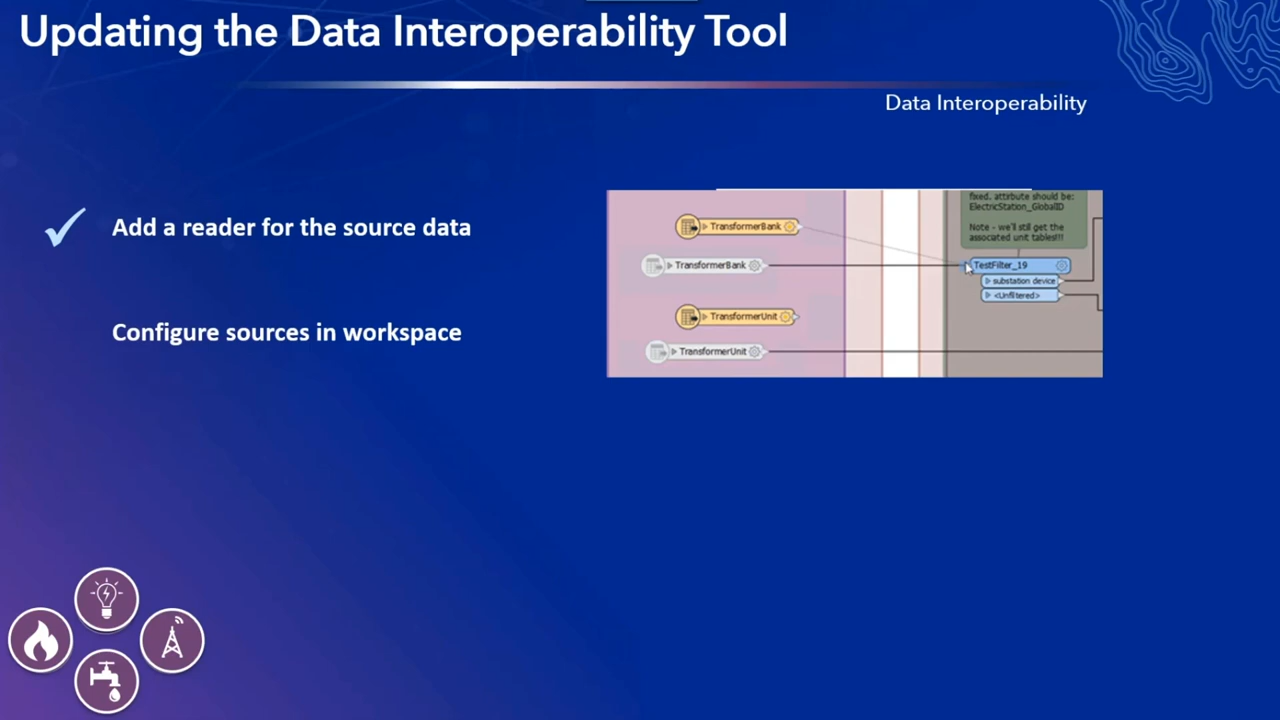 Updating the Data Interoperability Tool
Data Interoperability
Add a reader for the source data
Configure sources in workspace
TransformerBank
TransformerBank
TransformerUnit
TransformerUnit
fixed. attribute should be:
ElectricStation_GlobalID
Note - we'll still get the
associated unit tables!!!
TestFilter_19
substation device
<Unfiltered>